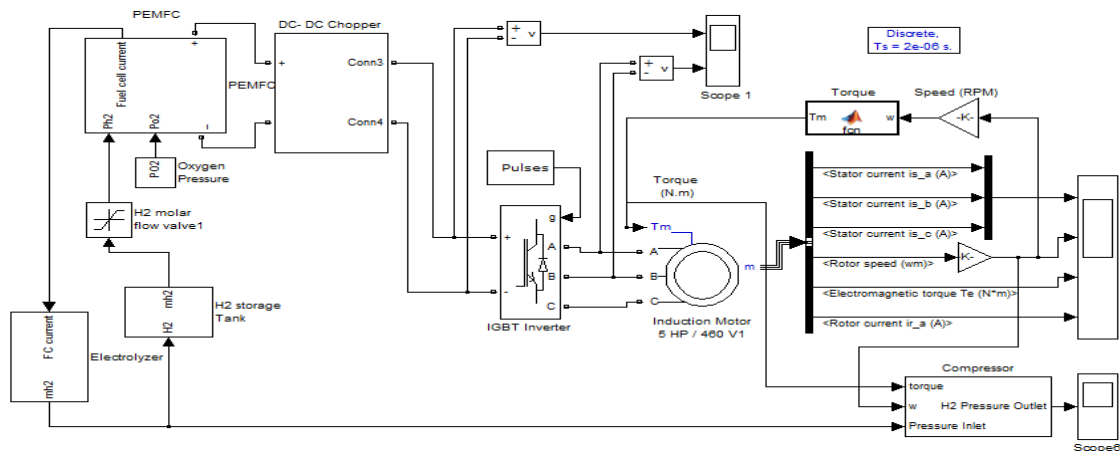 PEMFC
DC- DC Chopper
+
-
v
+
-
v
Scope 1
Discrete,
Ts = 2e-06 s.
Fuel cell current
+
PEMFC
Ph2
Po2
+
Conn3
Conn4
PO2
Oxygen
Pressure
H2 molar
flow valve1
mh2
H2
H2 storage
Tank
FC current
mh2
Electrolyzer
Pulses
g
+
-
A
B
C
IGBT Inverter
Torque
(N.m)
Tm
A
B
C
m
Induction Motor
5 HP / 460 V1
Torque
Tm
fcn
w
Speed (RPM)
-K-
<Stator current is_a (A)>
<Stator current is_b (A)>
<Stator current is_c (A)>
<Rotor speed (wm)>
-K-
<Electromagnetic torque Te (N*m)>
<Rotor current ir_a (A)>
Compressor
torque
w
H2 Pressure Outlet
Pressure Inlet
Scope6